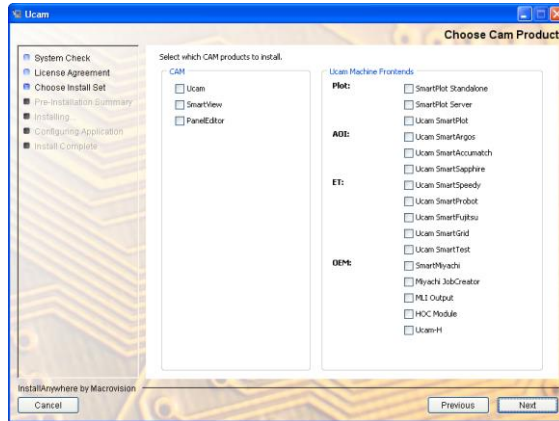 Ucam
Choose Cam Product
System Check
License Agreement
Choose Install Set
Pre-Installation Summary
Installing...
Configuring Application
Install Complete
Select which CAM products to install.
CAM
Ucam
SmartView
PanelEditor
Ucam Machine Frontends
Plot:
SmartPlot Standalone
SmartPlot Server
Ucam SmartPlot
AOI:
Ucam SmartArgos
Ucam SmartAccumatch
Ucam SmartSapphire
ET:
Ucam SmartSpeedy
Ucam SmartProbot
Ucam SmartFujitsu
Ucam SmartGrid
Ucam SmartTest
OEM:
SmartMiyachi
Miyachi JobCreator
MLI Output
HOC Module
Ucam-H
InstallAnywhere by Macrovision
Cancel
Previous
Next